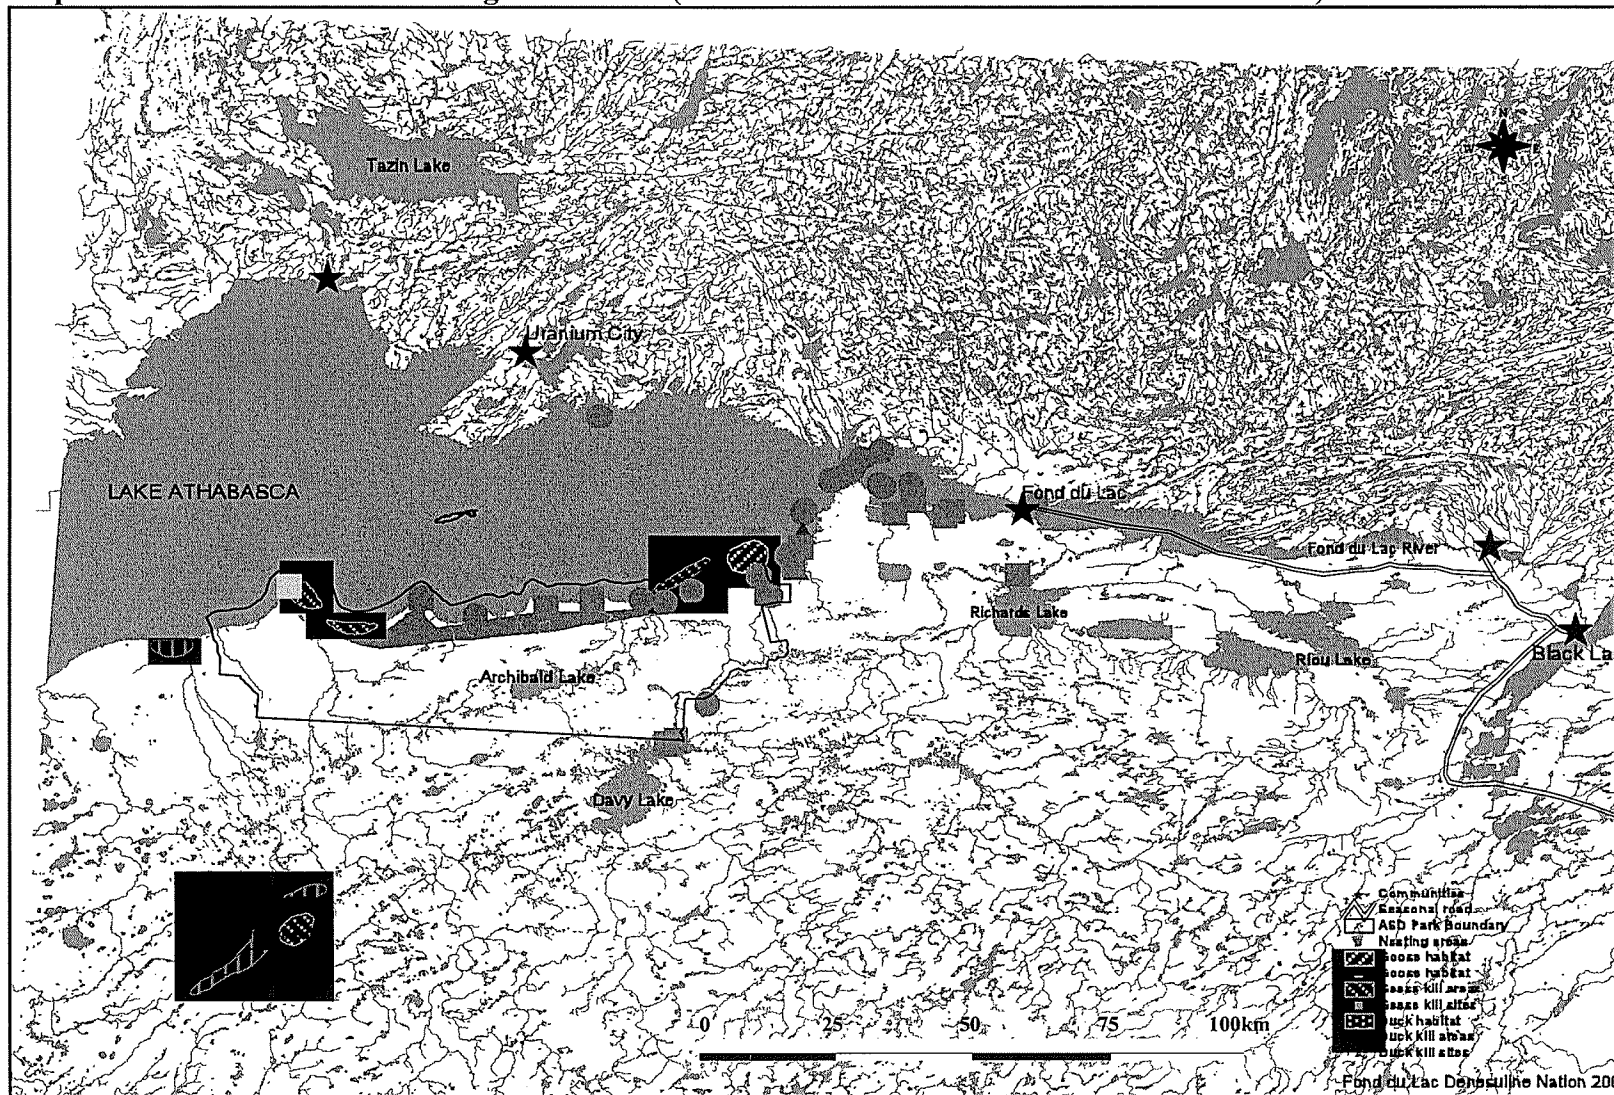 N
Tazin Lake
Uranium City
LAKE ATHABASCA
Fond du Lac
Fond du Lac River
Richards Lake
Riou Lake
Black La
Archibald Lake
Davy Lake
Communities
Seasonal road
ASD Park Boundary
Nesting areas
Goose habitat
Goose habitat
Goose kill areas
Goose kill sites
Duck habitat
Duck kill areas
Duck kill sites
0 25 50 75 100km
Fond du Lac Denesuline Nation 200